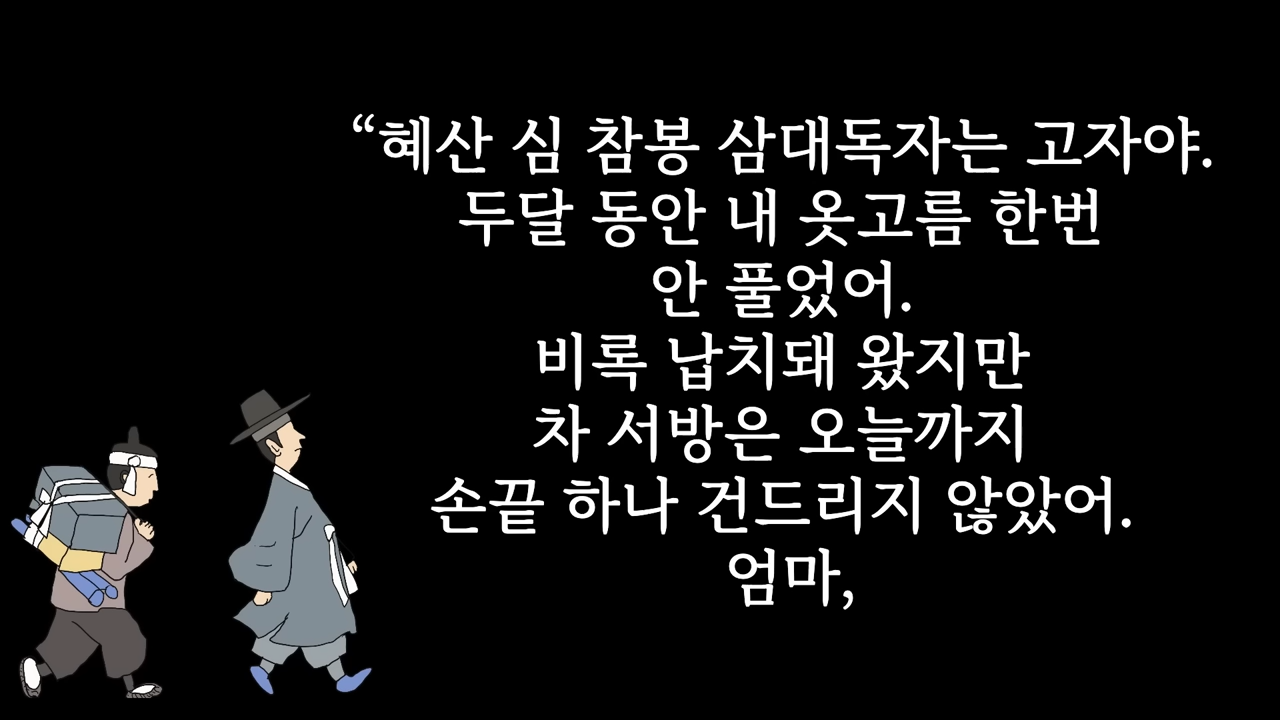 “혜산 심 참봉 삼대독자는 고자야.
두달 동안 내 옷고름 한번
안 풀었어.
비록 납치돼 왔지만
차 서방은 오늘까지
손끝 하나 건드리지 않았어.
엄마,